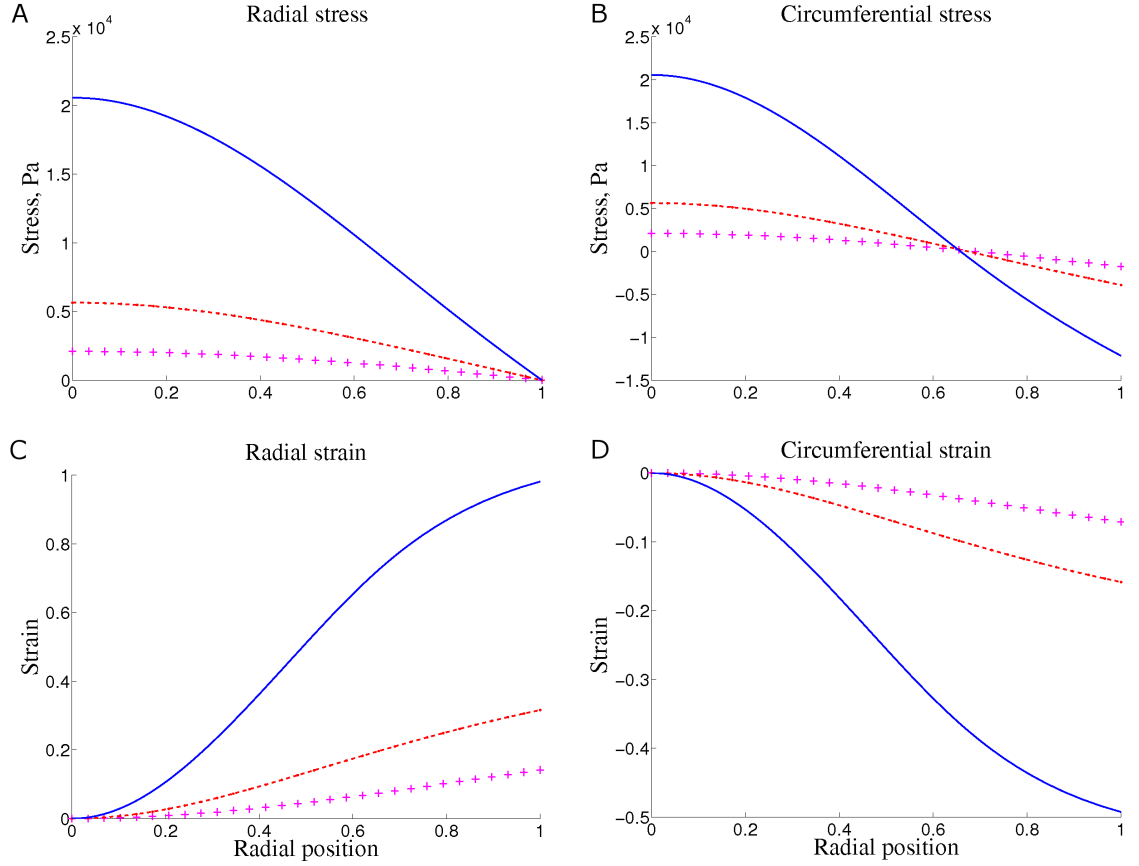 A
Radial stress
x 10⁴
2.5
2
1.5
1
0.5
0
0 0.2 0.4 0.6 0.8 1
Stress, Pa
B
Circumferential stress
x 10⁴
2.5
2
1.5
1
0.5
0
−0.5
−1
−1.5
0 0.2 0.4 0.6 0.8 1
Stress, Pa
C
Radial strain
1
0.8
0.6
0.4
0.2
0
0 0.2 0.4 0.6 0.8 1
Strain
Radial position
D
Circumferential strain
0
−0.1
−0.2
−0.3
−0.4
−0.5
0 0.2 0.4 0.6 0.8 1
Strain
Radial position